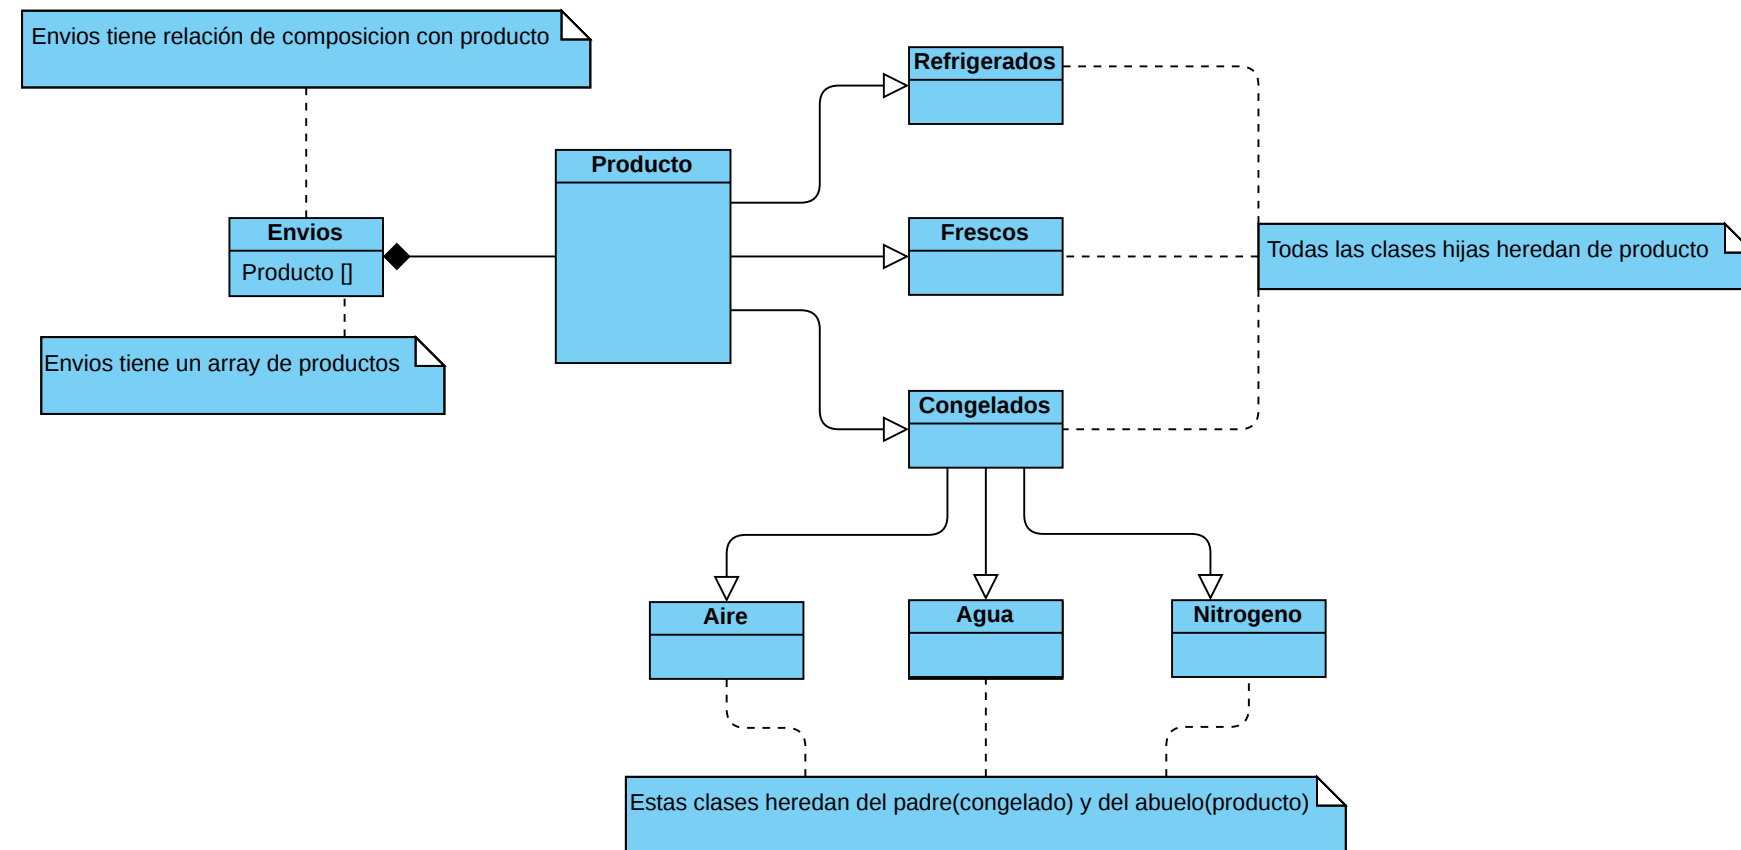 Envios tiene relación de composicion con producto
Refrigerados
Producto
Envios
Producto []
Frescos
Todas las clases hijas heredan de producto
Envios tiene un array de productos
Congelados
Aire
Agua
Nitrogeno
Estas clases heredan del padre(congelado) y del abuelo(producto)